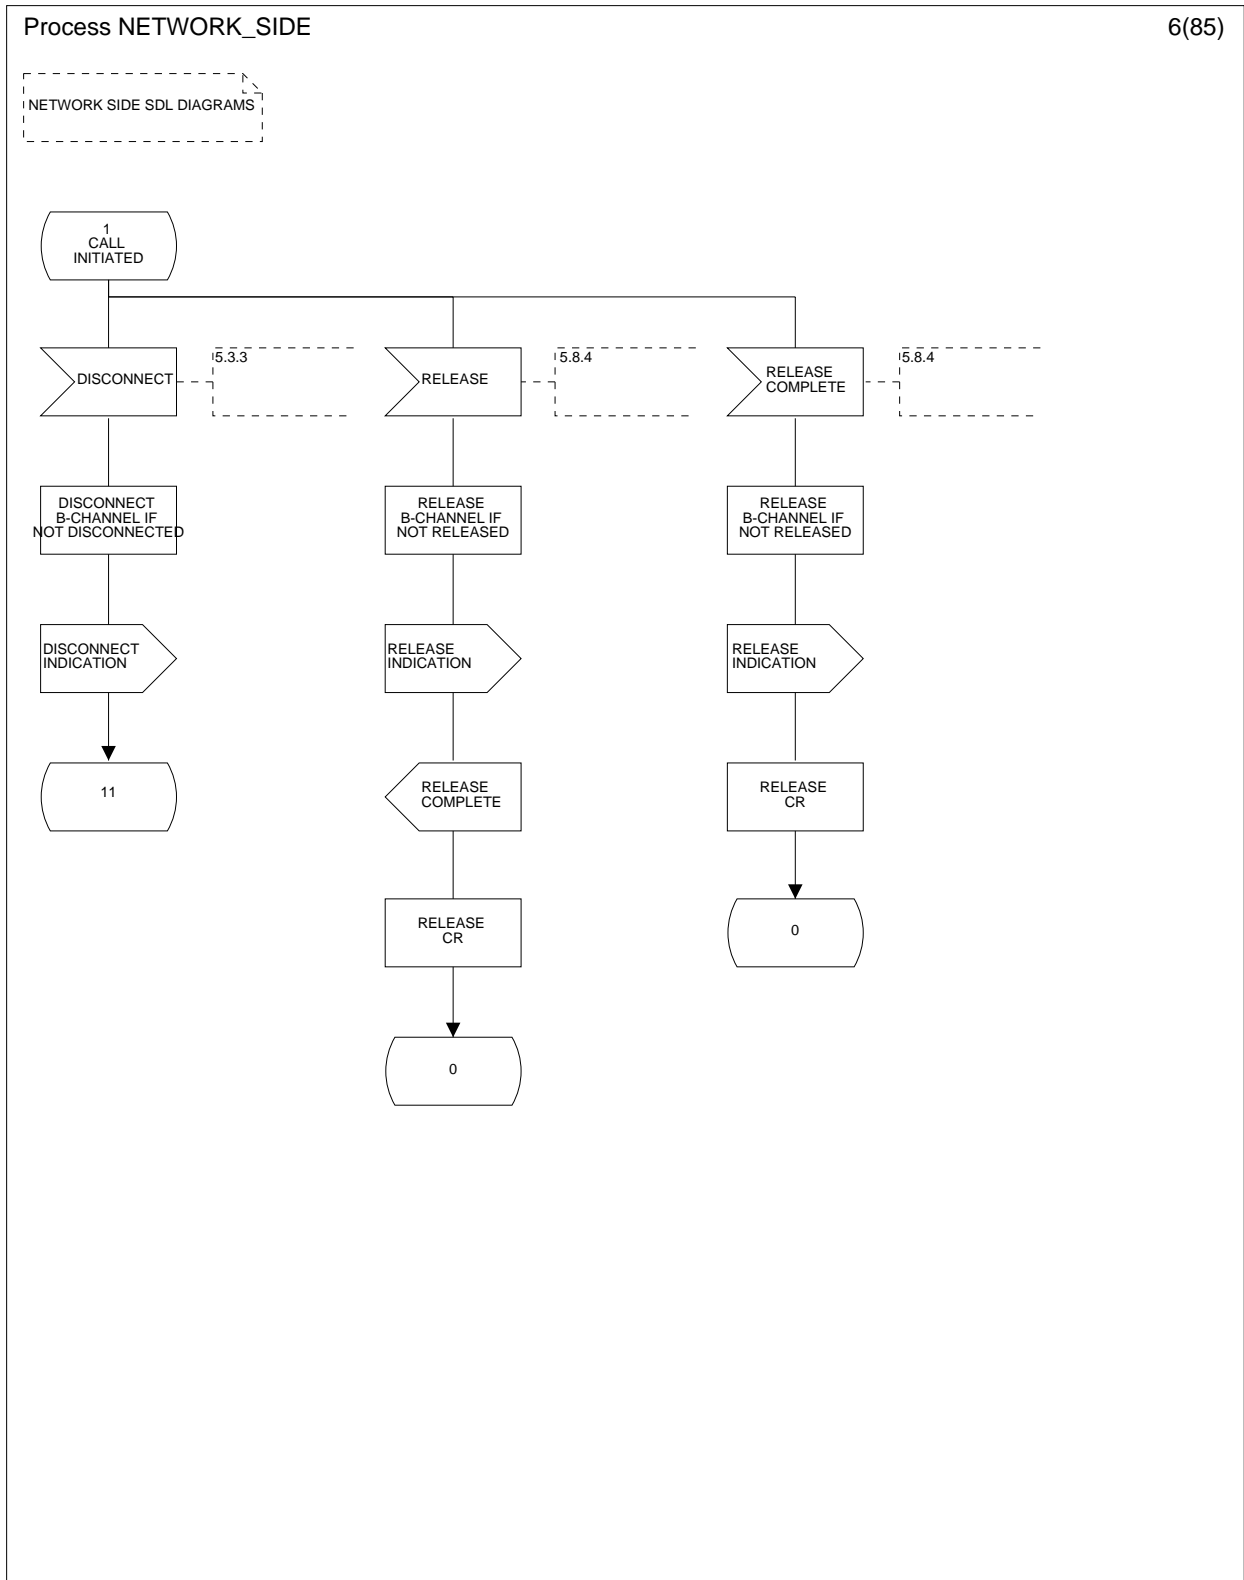 Process NETWORK_SIDE
6(85)
NETWORK SIDE SDL DIAGRAMS
1
CALL
INITIATED
DISCONNECT
5.3.3
RELEASE
5.8.4
RELEASE
COMPLETE
5.8.4
DISCONNECT
B-CHANNEL IF
NOT DISCONNECTED
RELEASE
B-CHANNEL IF
NOT RELEASED
RELEASE
B-CHANNEL IF
NOT RELEASED
DISCONNECT
INDICATION
RELEASE
INDICATION
RELEASE
INDICATION
11
RELEASE
COMPLETE
RELEASE
CR
RELEASE
CR
0
0